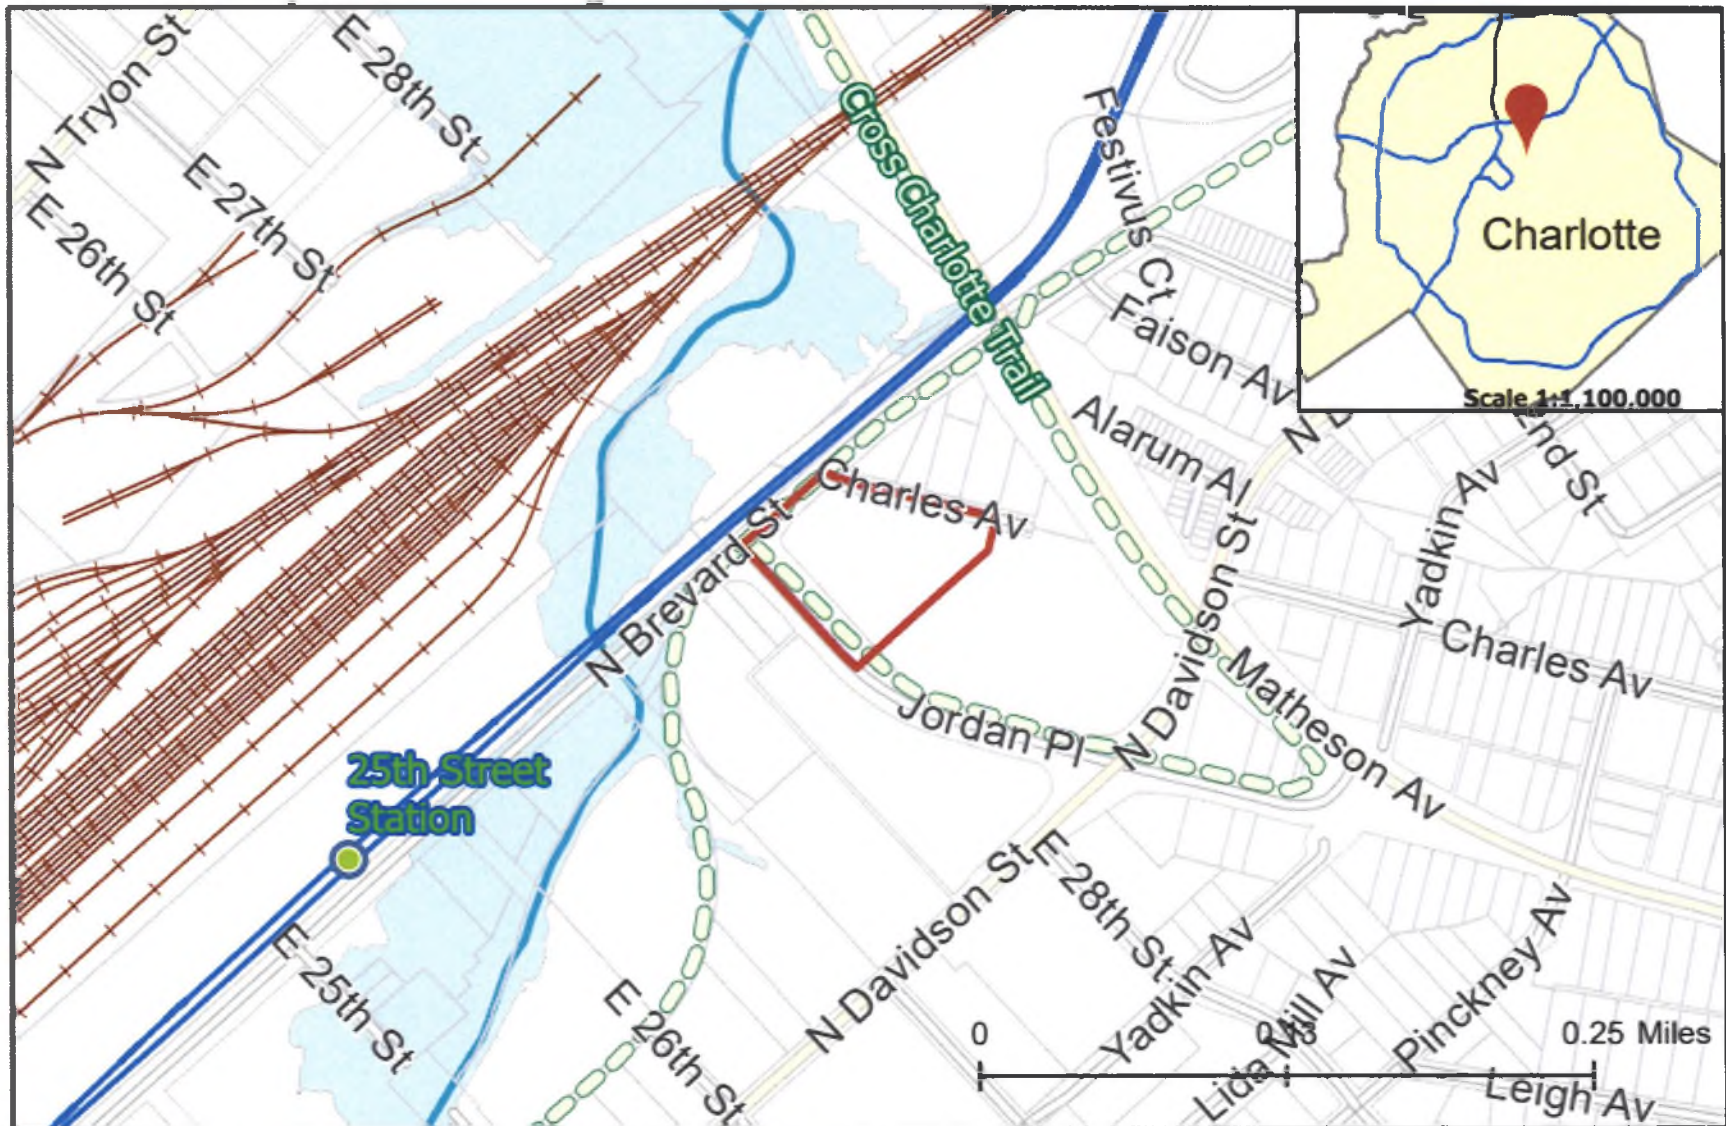 N Tryon St
E 28th St
E 27th St
E 26th St
Cross Charlotte Trail
Festivus Ct
Charlotte
Scale 1:1,100,000
Faison Av
Alarum Al
N D
2nd St
Yadkin Av
Charles Av
N Brevard St
N Davidson St
Charles Av
Matheson Av
Jordan Pl
25th Street
Station
E 25th St
E 26th St
N Davidson St
E 28th St
Yadkin Av
Lida Mill Av
Pinckney Av
Leigh Av
0
0.13
0.25 Miles